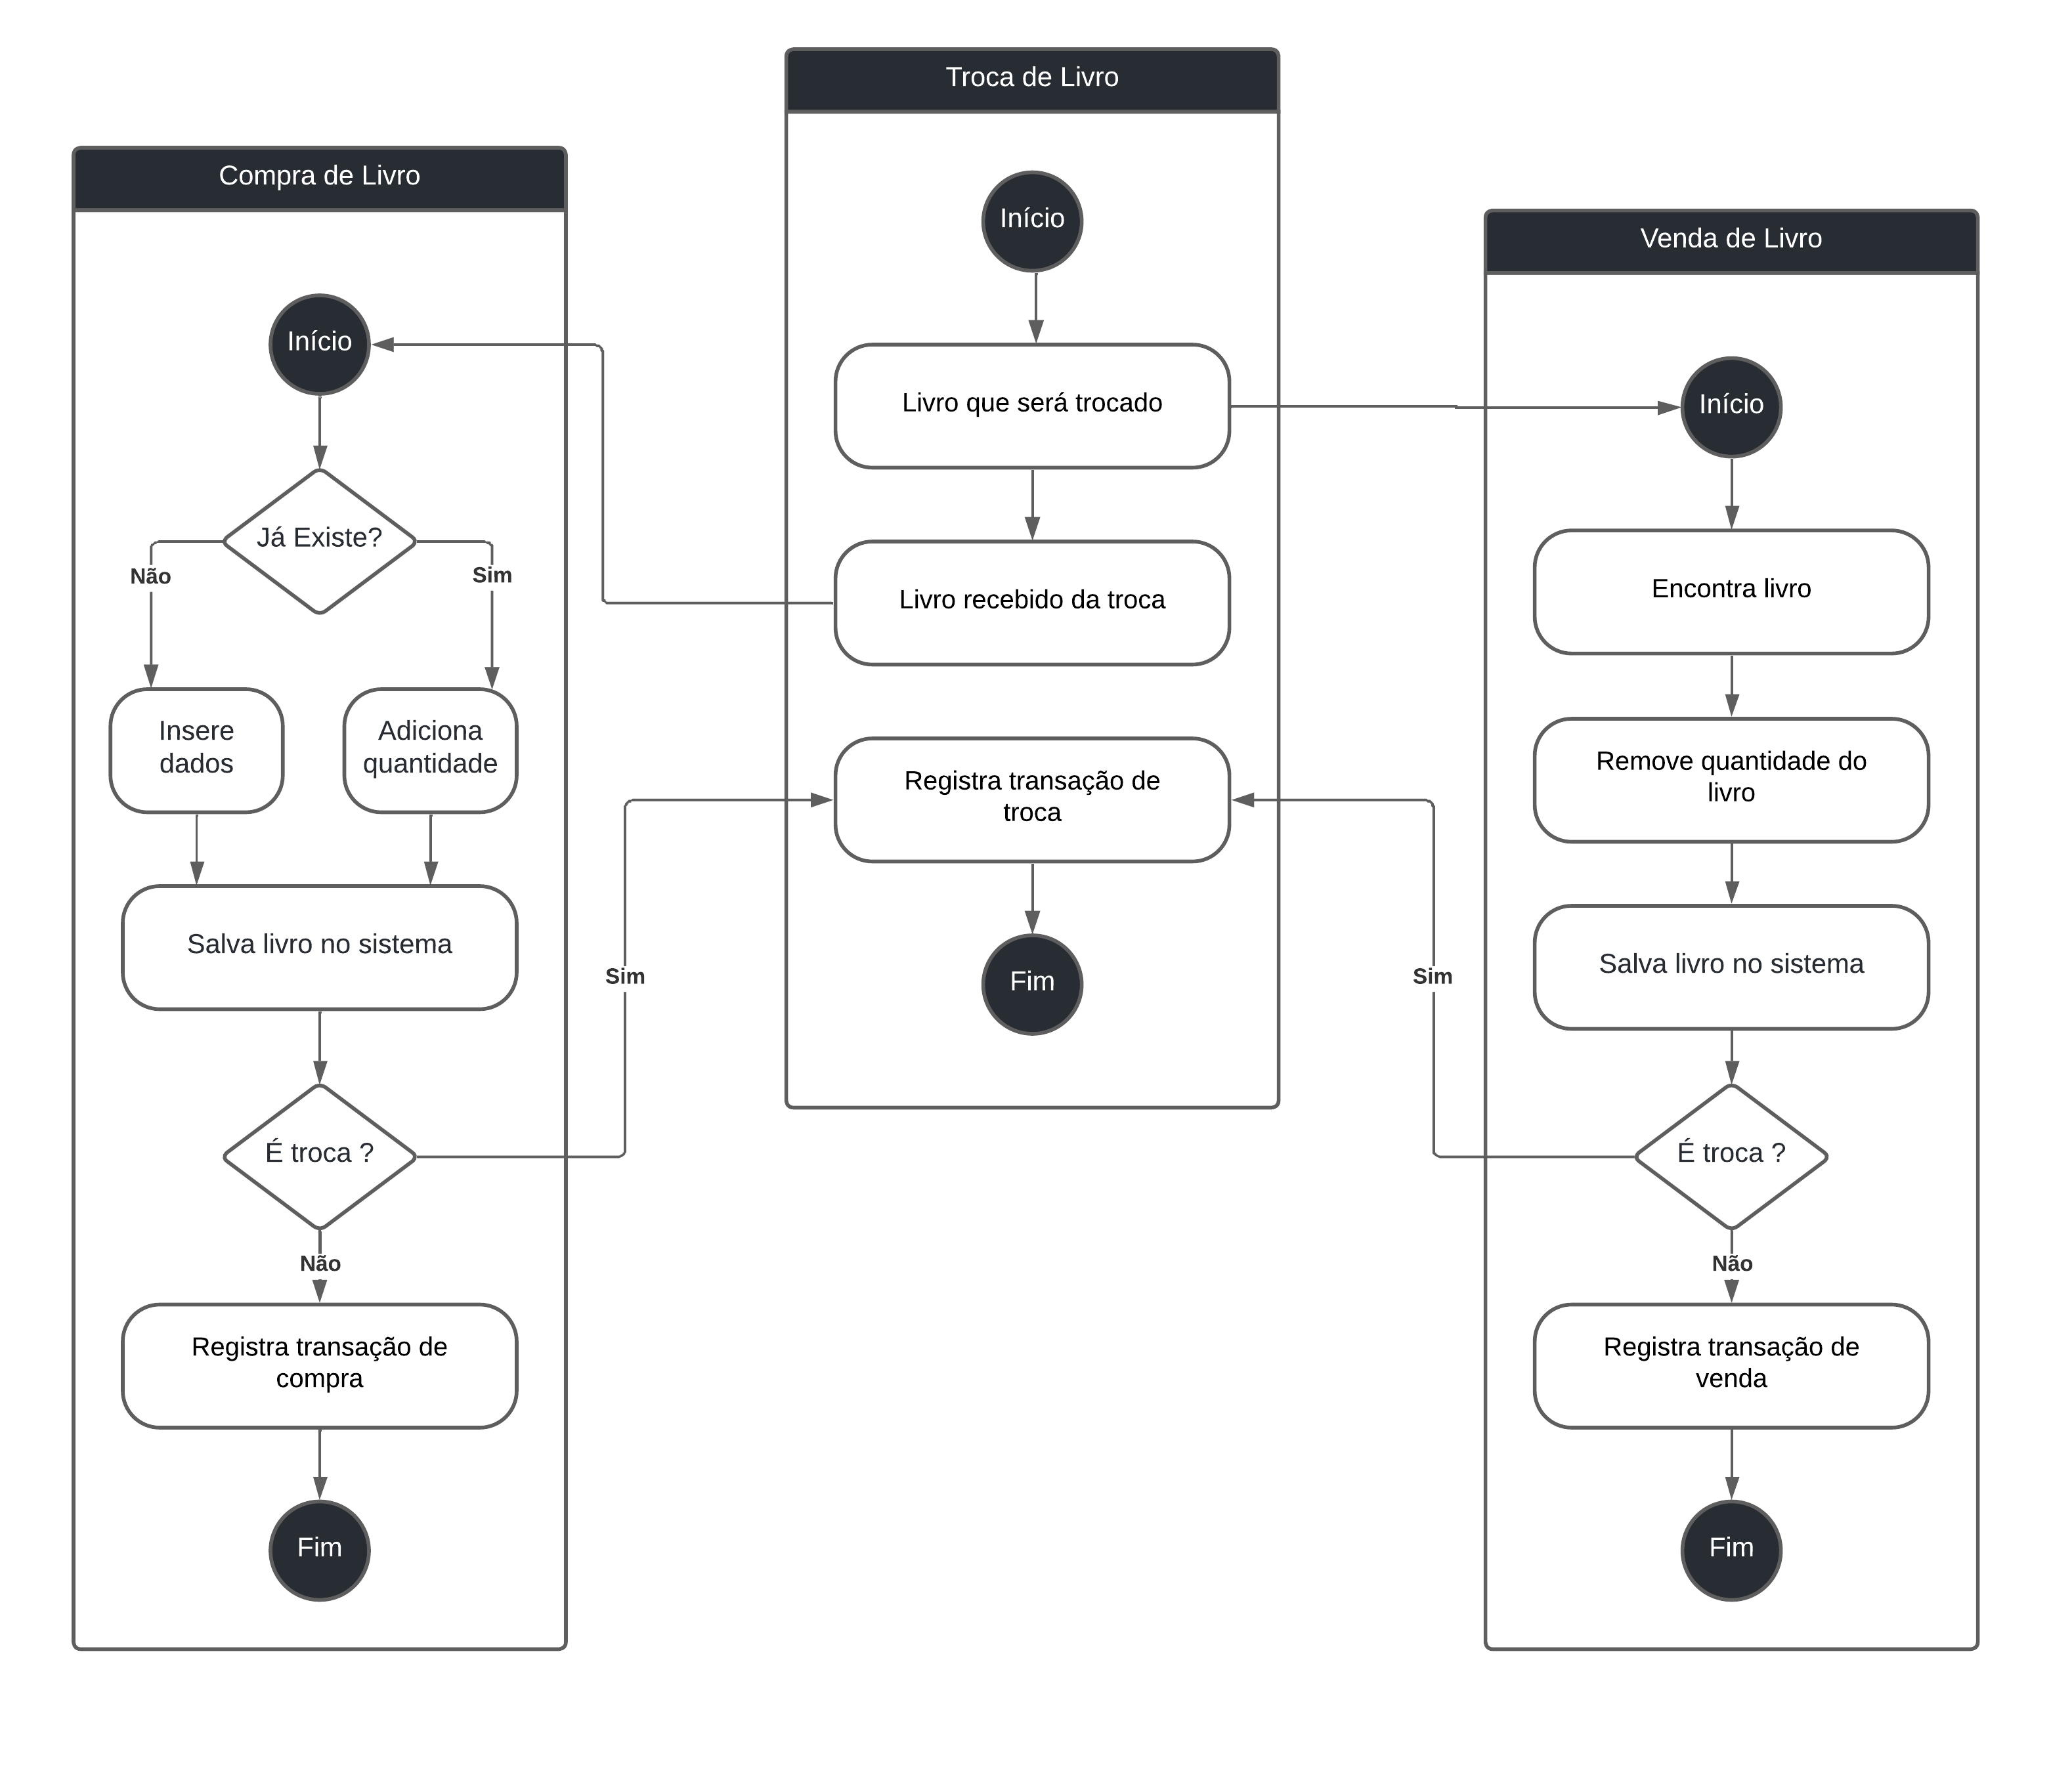 Compra de Livro
Início
Já Existe?
Não
Sim
Insere
dados
Adiciona
quantidade
Salva livro no sistema
É troca ?
Sim
Não
Registra transação de
compra
Fim
Troca de Livro
Início
Livro que será trocado
Livro recebido da troca
Registra transação de
troca
Fim
Venda de Livro
Início
Encontra livro
Remove quantidade do
livro
Salva livro no sistema
É troca ?
Sim
Não
Registra transação de
venda
Fim